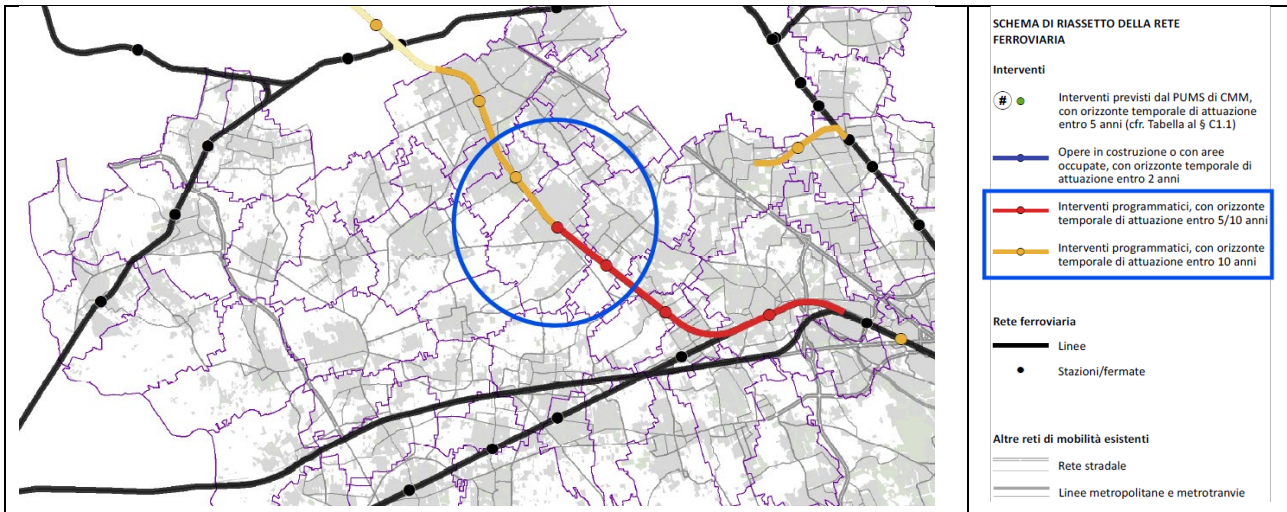 SCHEMA DI RIASSETTO DELLA RETE
FERROVIARIA
Interventi
# Interventi previsti dal PUMS di CMM,
con orizzonte temporale di attuazione
entro 5 anni (cfr. Tabella al § C1.1)
Opere in costruzione o con aree
occupate, con orizzonte temporale di
attuazione entro 2 anni
Interventi programmatici, con orizzonte
temporale di attuazione entro 5/10 anni
Interventi programmatici, con orizzonte
temporale di attuazione entro 10 anni
Rete ferroviaria
Linee
Stazioni/fermate
Altre reti di mobilità esistenti
Rete stradale
Linee metropolitane e metrotranvie